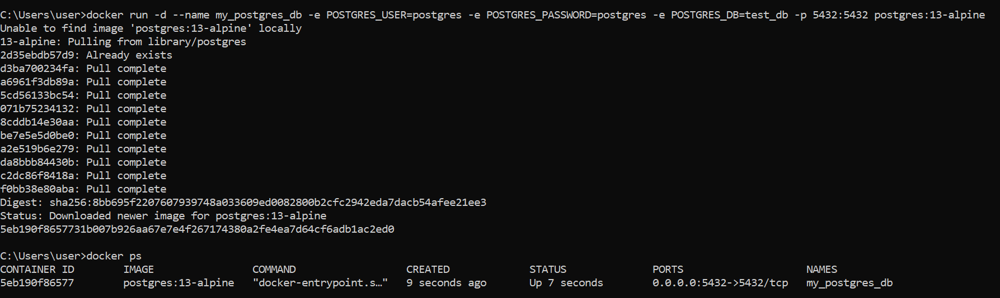 C:\Users\user>docker run -d --name my_postgres_db -e POSTGRES_USER=postgres -e POSTGRES_PASSWORD=postgres -e POSTGRES_DB=test_db -p 5432:5432 postgres:13-alpine
Unable to find image 'postgres:13-alpine' locally
13-alpine: Pulling from library/postgres
2d35ebdb57d9: Already exists
d3ba700234fa: Pull complete
a6961f3db89a: Pull complete
5cd56133bc54: Pull complete
071b75234132: Pull complete
8cddb14e30aa: Pull complete
be7e5e5d0be0: Pull complete
a2e519b6e279: Pull complete
da8bbb84430b: Pull complete
c2dc86f8418a: Pull complete
f0bb38e80aba: Pull complete
Digest: sha256:8bb695f2207607939748a033609ed0082800b2cfc2942eda7dacb54afee21ee3
Status: Downloaded newer image for postgres:13-alpine
5eb190f8657731b007b926aa67e7e4f267174380a2fe4ea7d64cf6adb1ac2ed0
C:\Users\user>docker ps
CONTAINER ID IMAGE COMMAND CREATED STATUS PORTS NAMES
5eb190f86577 postgres:13-alpine "docker-entrypoint.s…" 9 seconds ago Up 7 seconds 0.0.0.0:5432->5432/tcp my_postgres_db